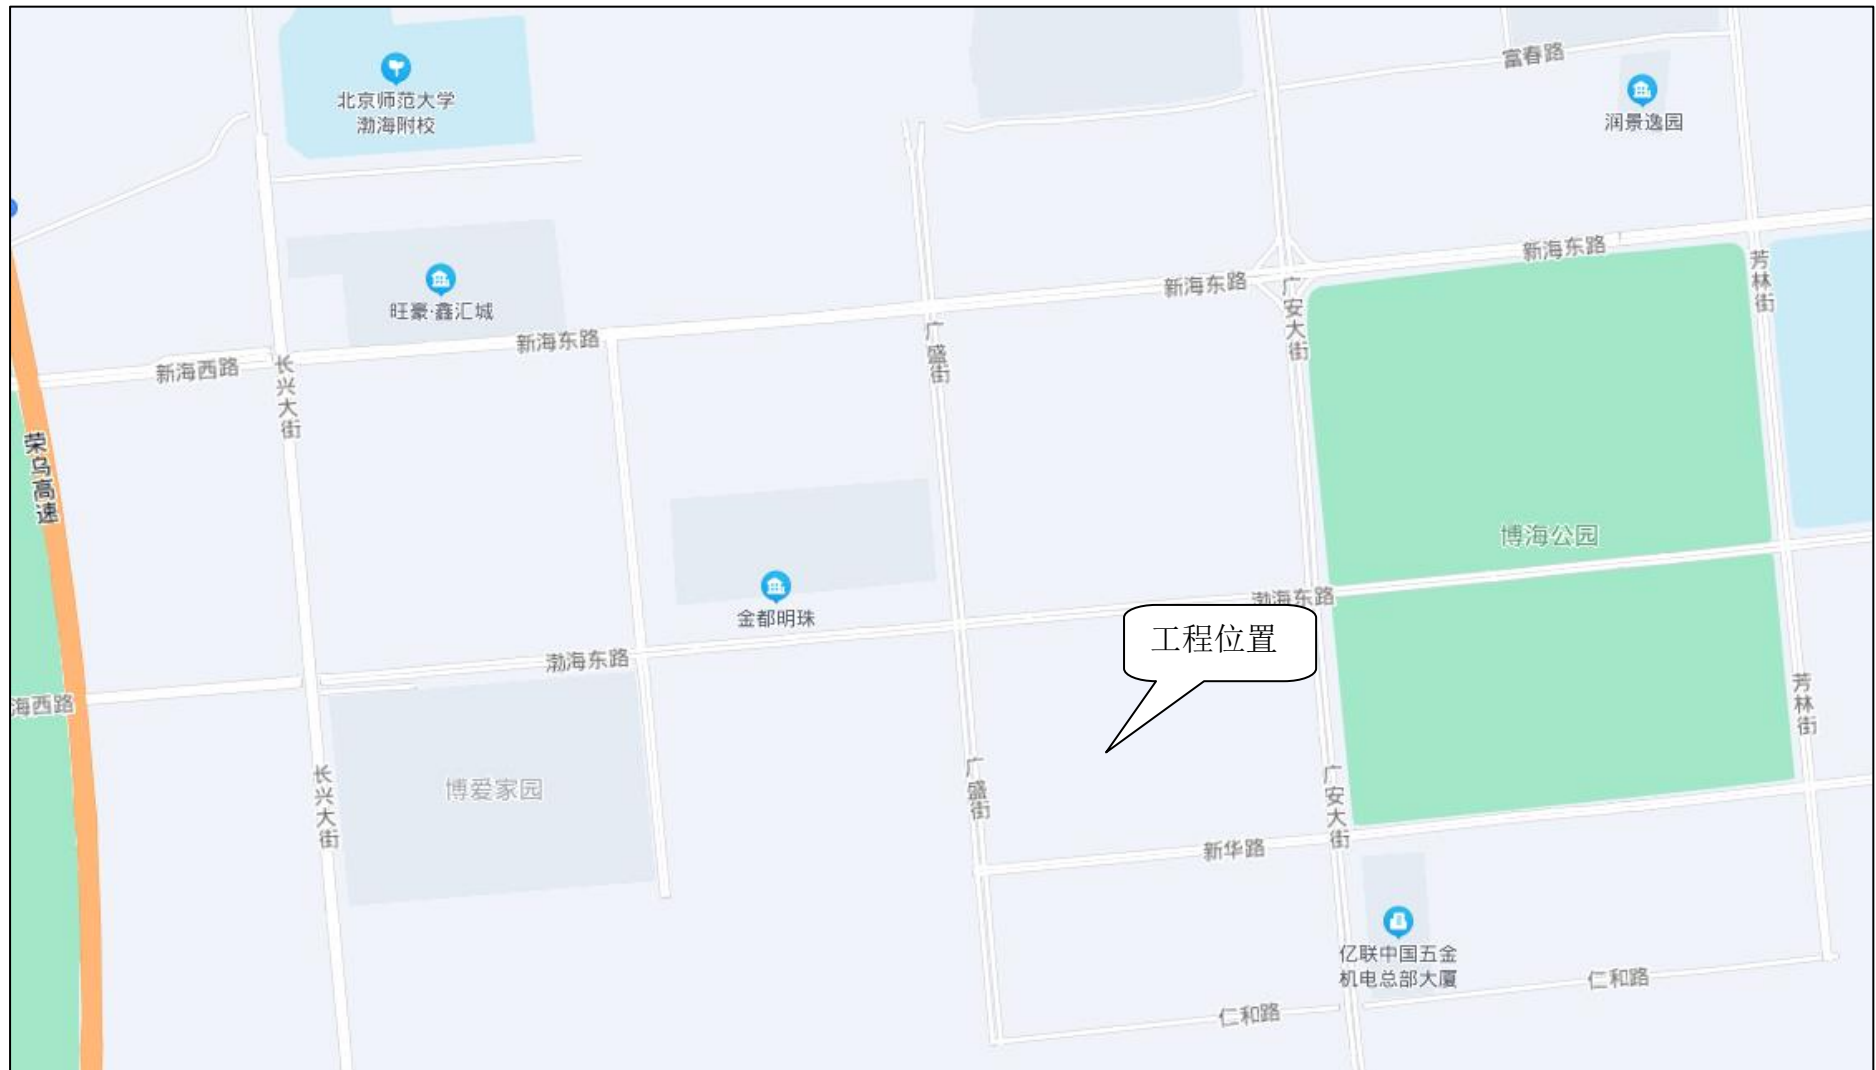 富春路
北京师范大学
渤海附校
润景逸园
新海东路
芳林街
新海东路
广安大街
旺豪·鑫汇城
新海东路
广盛街
新海西路
长兴大街
荣乌高速
博海公园
渤海东路
金都明珠
工程位置
渤海东路
海西路
芳林街
长兴大街
博爱家园
广盛街
广安大街
新华路
亿联中国五金
机电总部大厦
仁和路
仁和路